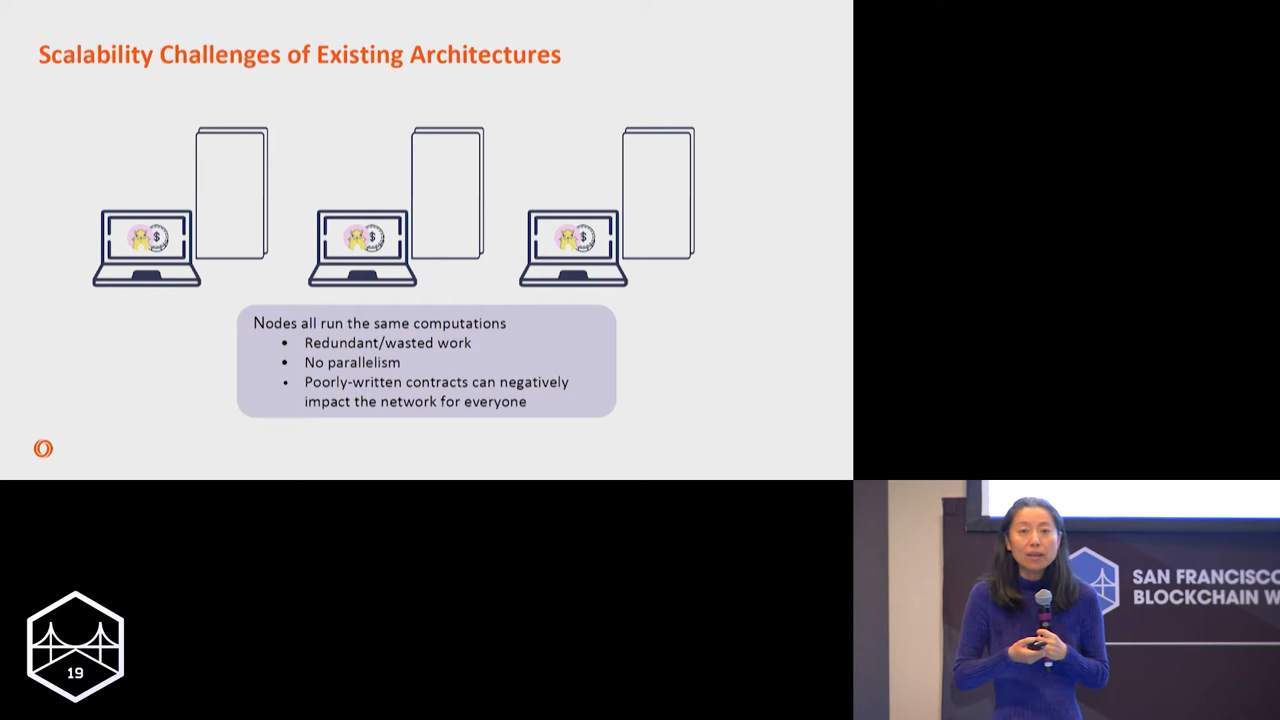 Scalability Challenges of Existing Architectures
$
$
$
Nodes all run the same computations
• Redundant/wasted work
• No parallelism
• Poorly-written contracts can negatively
impact the network for everyone
SAN FRANCISCO
BLOCKCHAIN W
19